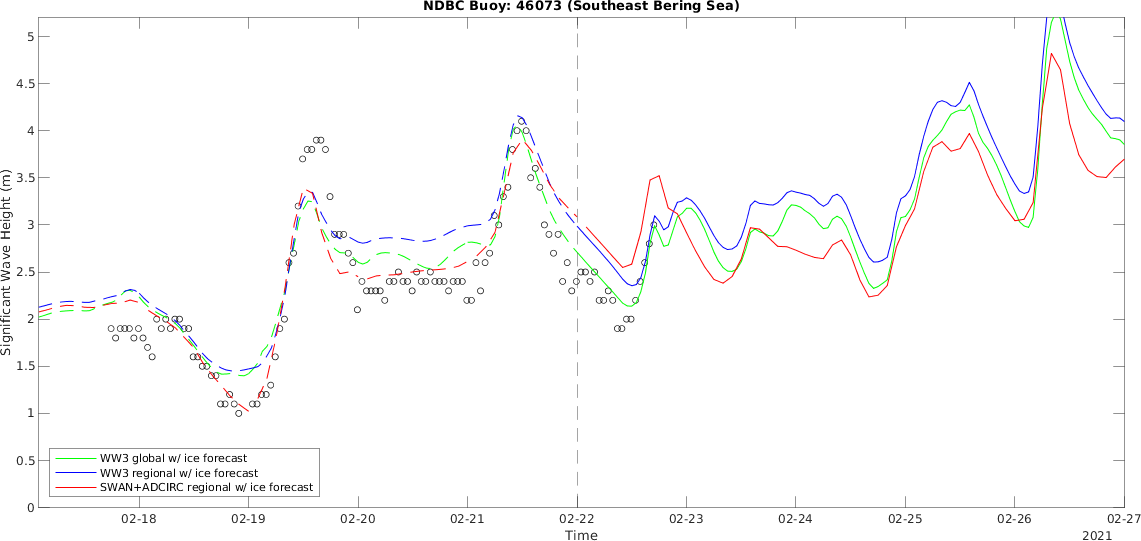 NDBC Buoy: 46073 (Southeast Bering Sea)
5
4.5
4
3.5
3
2.5
2
1.5
1
0.5
0
Significant Wave Height (m)
WW3 global w/ ice forecast
WW3 regional w/ ice forecast
SWAN+ADCIRC regional w/ ice forecast
02-18 02-19 02-20 02-21 02-22 02-23 02-24 02-25 02-26 02-27
Time
2021